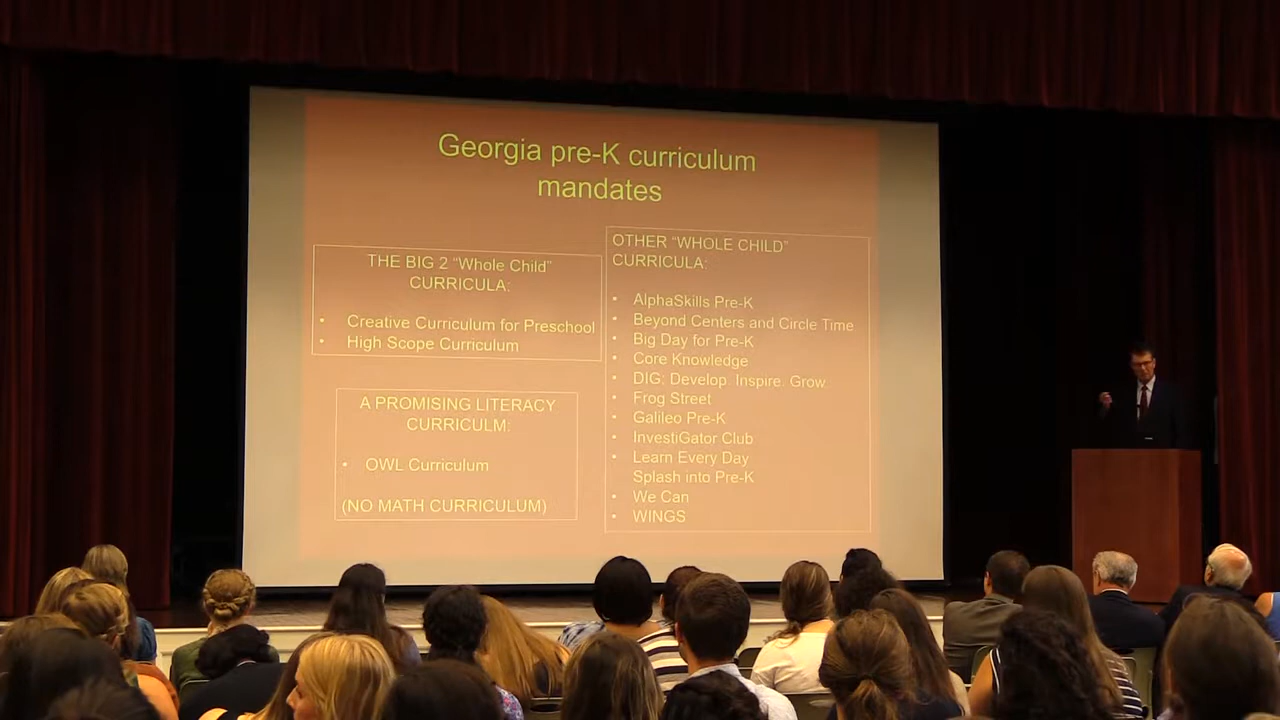 Georgia pre-K curriculum
mandates
THE BIG 2 “Whole Child”
CURRICULA:
• Creative Curriculum for Preschool
• High Scope Curriculum
A PROMISING LITERACY
CURRICULM:
• OWL Curriculum
(NO MATH CURRICULUM)
OTHER “WHOLE CHILD”
CURRICULA:
• AlphaSkills Pre-K
• Beyond Centers and Circle Time
• Big Day for Pre-K
• Core Knowledge
• DIG: Develop. Inspire. Grow.
• Frog Street
• Galileo Pre-K
• InvestiGator Club
• Learn Every Day
Splash into Pre-K
• We Can
• WINGS